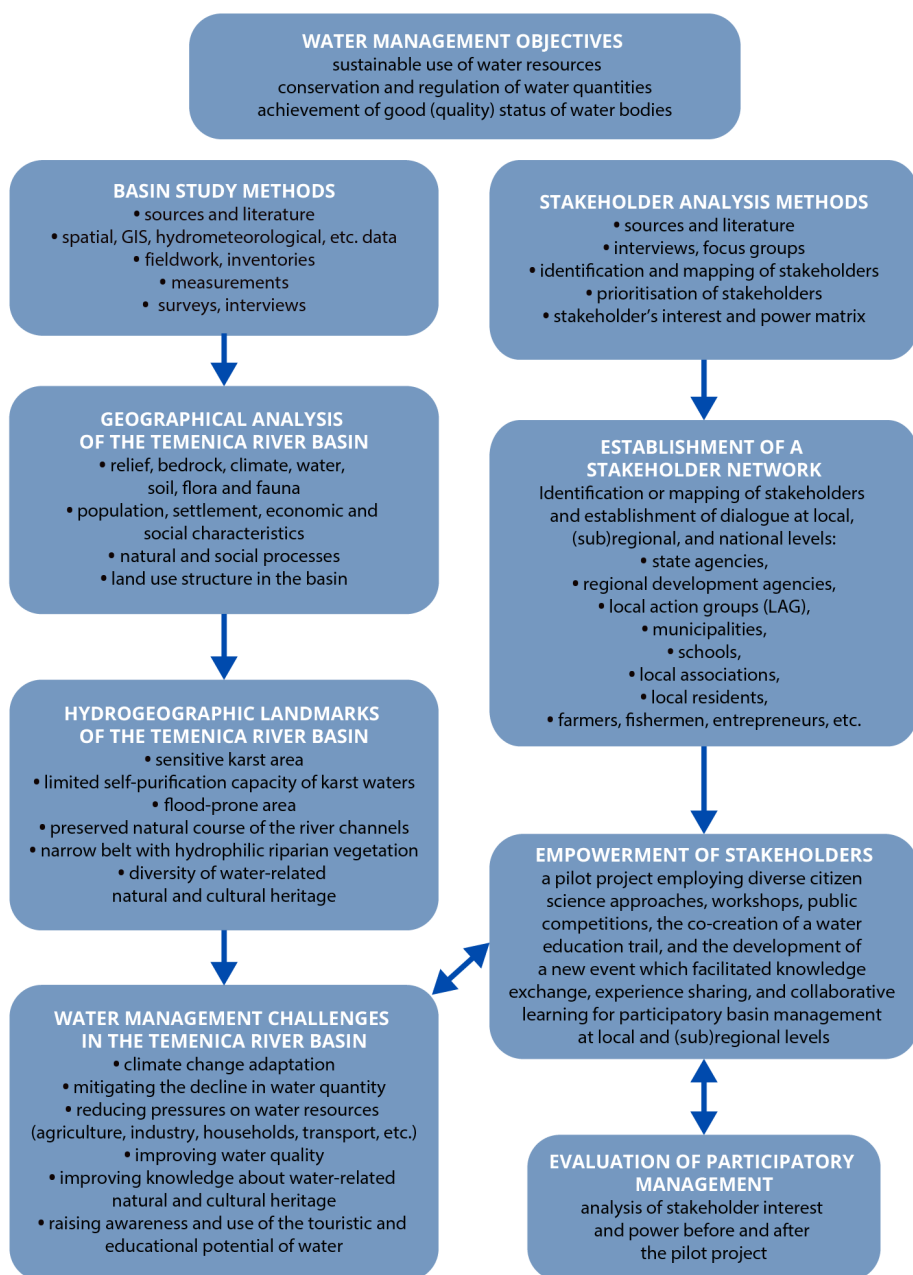 WATER MANAGEMENT OBJECTIVES
sustainable use of water resources
conservation and regulation of water quantities
achievement of good (quality) status of water bodies
BASIN STUDY METHODS
• sources and literature
• spatial, GIS, hydrometeorological, etc. data
• fieldwork, inventories
• measurements
• surveys, interviews
GEOGRAPHICAL ANALYSIS
OF THE TEMENICA RIVER BASIN
• relief, bedrock, climate, water,
soil, flora and fauna
• population, settlement, economic and
social characteristics
• natural and social processes
• land use structure in the basin
HYDROGEOGRAPHIC LANDMARKS
OF THE TEMENICA RIVER BASIN
• sensitive karst area
• limited self-purification capacity of karst waters
• flood-prone area
• preserved natural course of the river channels
• narrow belt with hydrophilic riparian vegetation
• diversity of water-related
natural and cultural heritage
WATER MANAGEMENT CHALLENGES
IN THE TEMENICA RIVER BASIN
• climate change adaptation
• mitigating the decline in water quantity
• reducing pressures on water resources
(agriculture, industry, households, transport, etc.)
• improving water quality
• improving knowledge about water-related
natural and cultural heritage
• raising awareness and use of the touristic and
educational potential of water
STAKEHOLDER ANALYSIS METHODS
• sources and literature
• interviews, focus groups
• identification and mapping of stakeholders
• prioritisation of stakeholders
• stakeholder's interest and power matrix
ESTABLISHMENT OF A
STAKEHOLDER NETWORK
Identification or mapping of stakeholders
and establishment of dialogue at local,
(sub)regional, and national levels:
• state agencies,
• regional development agencies,
• local action groups (LAG),
• municipalities,
• schools,
• local associations,
• local residents,
• farmers, fishermen, entrepreneurs, etc.
EMPOWERMENT OF STAKEHOLDERS
a pilot project employing diverse citizen
science approaches, workshops, public
competitions, the co-creation of a water
education trail, and the development of
a new event which facilitated knowledge
exchange, experience sharing, and collaborative
learning for participatory basin management
at local and (sub)regional levels
EVALUATION OF PARTICIPATORY
MANAGEMENT
analysis of stakeholder interest
and power before and after
the pilot project